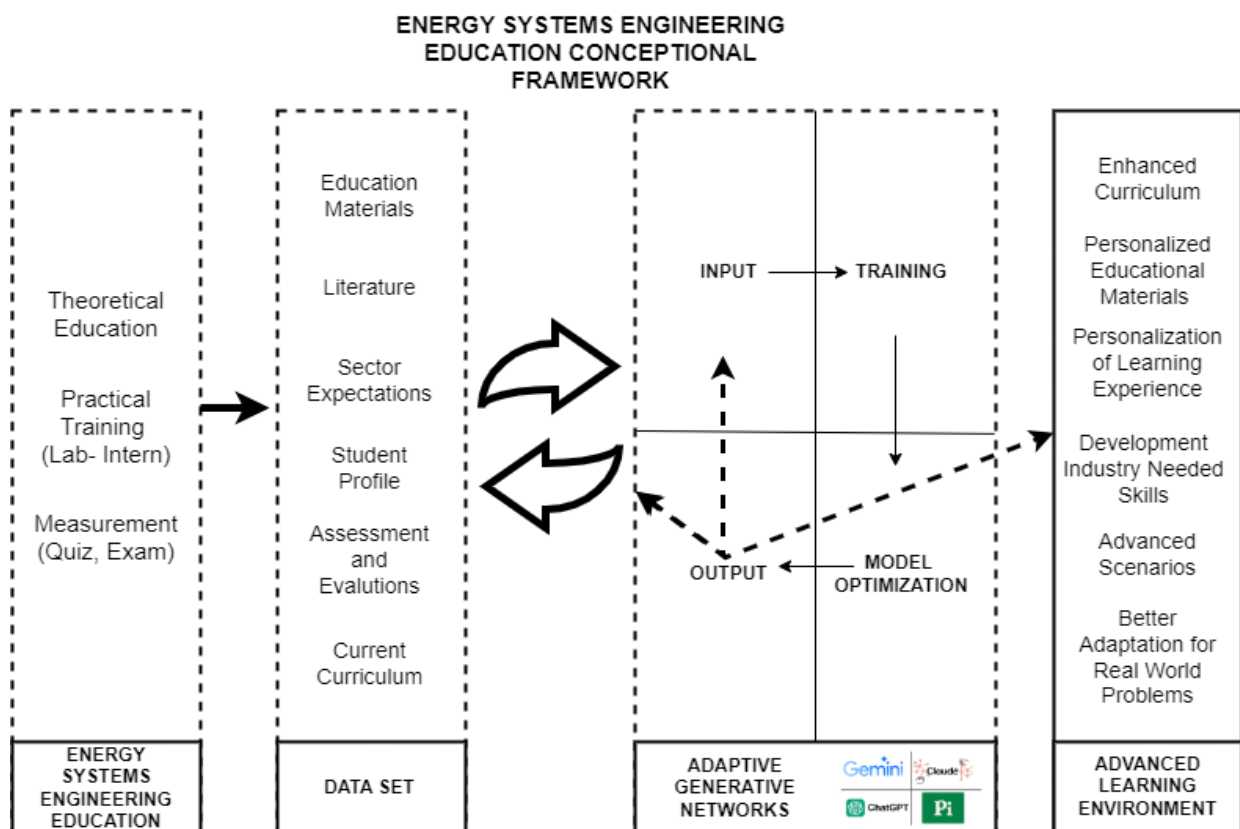 ENERGY SYSTEMS ENGINEERING
EDUCATION CONCEPTIONAL
FRAMEWORK
Theoretical
Education
Practical
Training
(Lab- Intern)
Measurement
(Quiz, Exam)
ENERGY
SYSTEMS
ENGINEERING
EDUCATION
Education
Materials
Literature
Sector
Expectations
Student
Profile
Assessment
and
Evalutions
Current
Curriculum
DATA SET
INPUT
TRAINING
OUTPUT
MODEL
OPTIMIZATION
ADAPTIVE
GENERATIVE
NETWORKS
Gemini
Claude
ChatGPT
Pi
Enhanced
Curriculum
Personalized
Educational
Materials
Personalization
of Learning
Experience
Development
Industry Needed
Skills
Advanced
Scenarios
Better
Adaptation for
Real World
Problems
ADVANCED
LEARNING
ENVIRONMENT